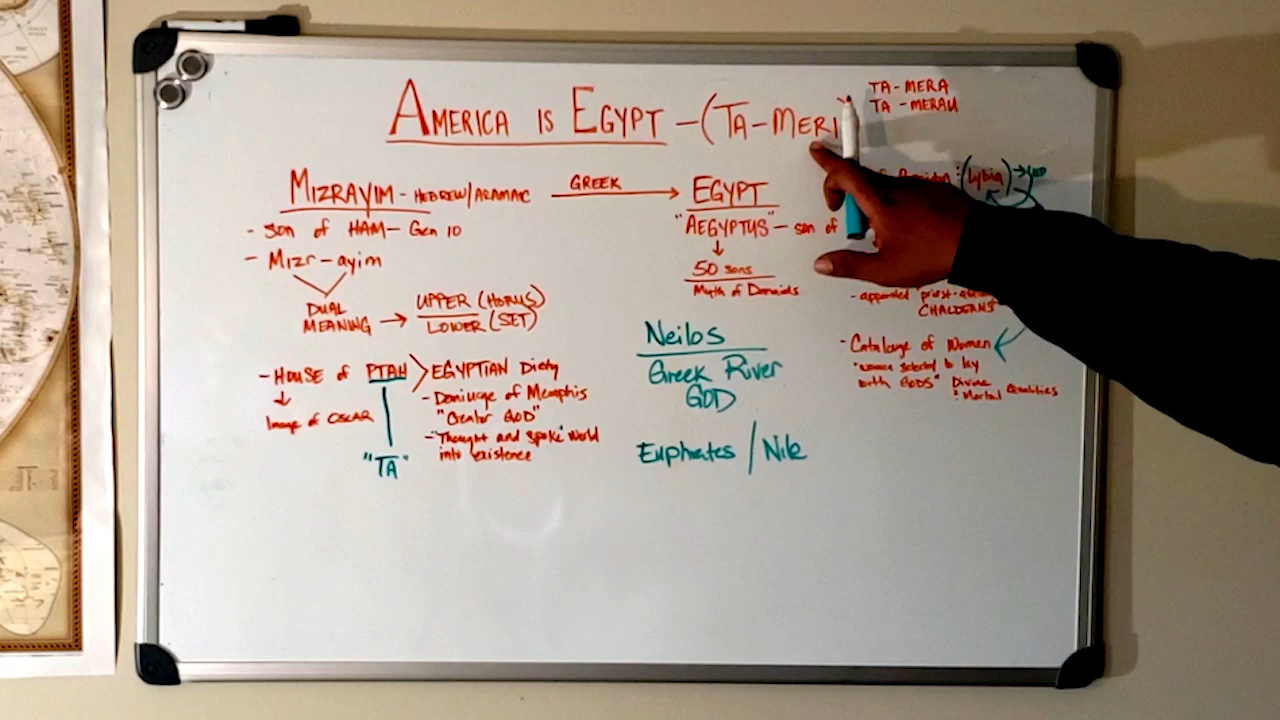 AMERICA IS EGYPT - (TA-MERI)
TA-MERA
TA-MERAU
MIZRAYIM - HEBREW/ARAMAIC
GREEK
EGYPT
- SON of HAM - Gen 10
- Mizr-ayim
DUAL MEANING → UPPER (HORUS)
LOWER (SET)
"AEGYPTUS" - son of
↓
50 sons
Myth of Danaids
: (Lybia) →
- appointed priest-
CHALDEANS
- HOUSE of PTAH > EGYPTIAN Diety
↓
Image of OSCAR
"TA"
- Demiurge of Memphis
"Creator GOD"
- "Thought and spoke" world
into existence
Neilos
Greek River
GOD
Euphrates / Nile
- Catalouge of Women
"women selected to lay
with GODS" Divine
: Mortal Qualities